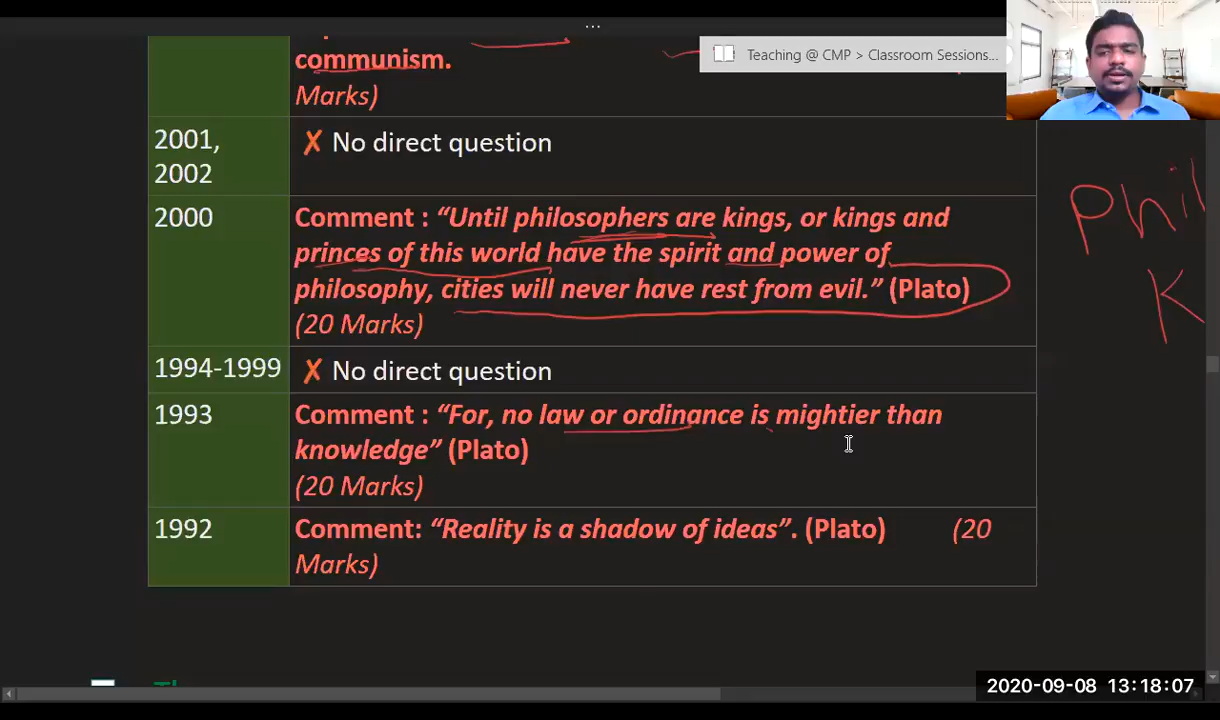 ...
communism.
Marks)
Teaching @ CMP > Classroom Sessions...
2001,
2002
✗ No direct question
2000
Comment : “Until philosophers are kings, or kings and
princes of this world have the spirit and power of
philosophy, cities will never have rest from evil.” (Plato)
(20 Marks)
Phil
K
1994-1999
✗ No direct question
1993
Comment : “For, no law or ordinance is mightier than
knowledge” (Plato)
(20 Marks)
1992
Comment: “Reality is a shadow of ideas”. (Plato) (20
Marks)
2020-09-08 13:18:07